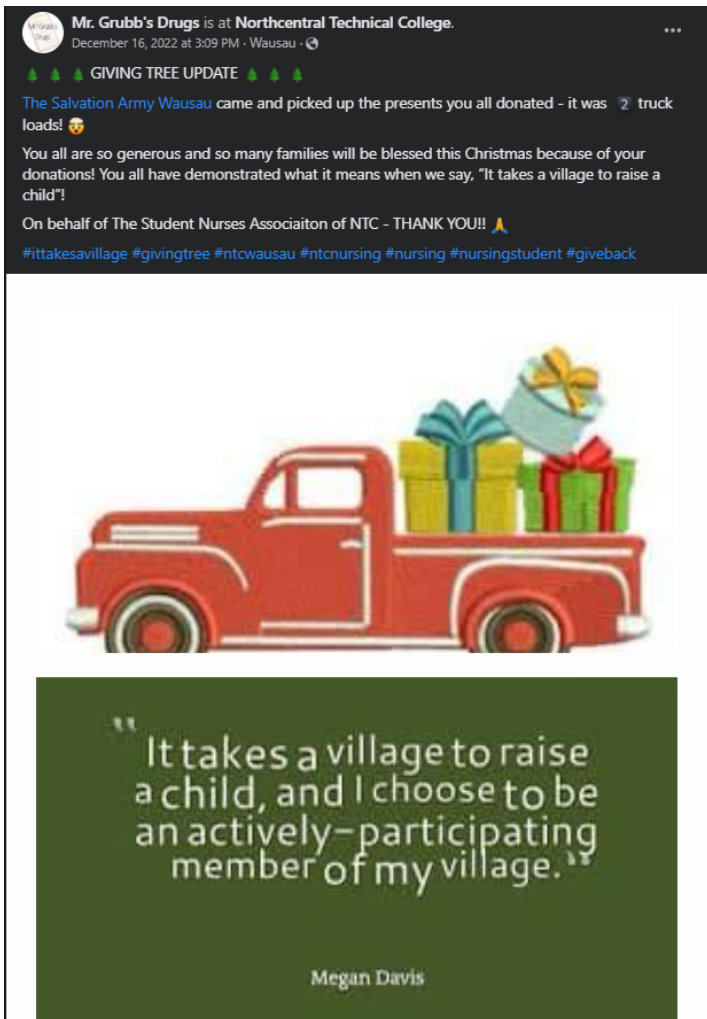 Mr. Grubb's Drugs is at Northcentral Technical College.
December 16, 2022 at 3:09 PM · Wausau ·
🌲 🌲 🌲 GIVING TREE UPDATE 🌲 🌲 🌲
The Salvation Army Wausau came and picked up the presents you all donated - it was 2️⃣ truck
loads! 🤯
You all are so generous and so many families will be blessed this Christmas because of your
donations! You all have demonstrated what it means when we say, "It takes a village to raise a
child"!
On behalf of The Student Nurses Associaiton of NTC - THANK YOU!! 🙏
#ittakesavillage #givingtree #ntcwausau #ntcnursing #nursing #nursingstudent #giveback
"It takes a village to raise
a child, and I choose to be
an actively-participating
member of my village."
Megan Davis